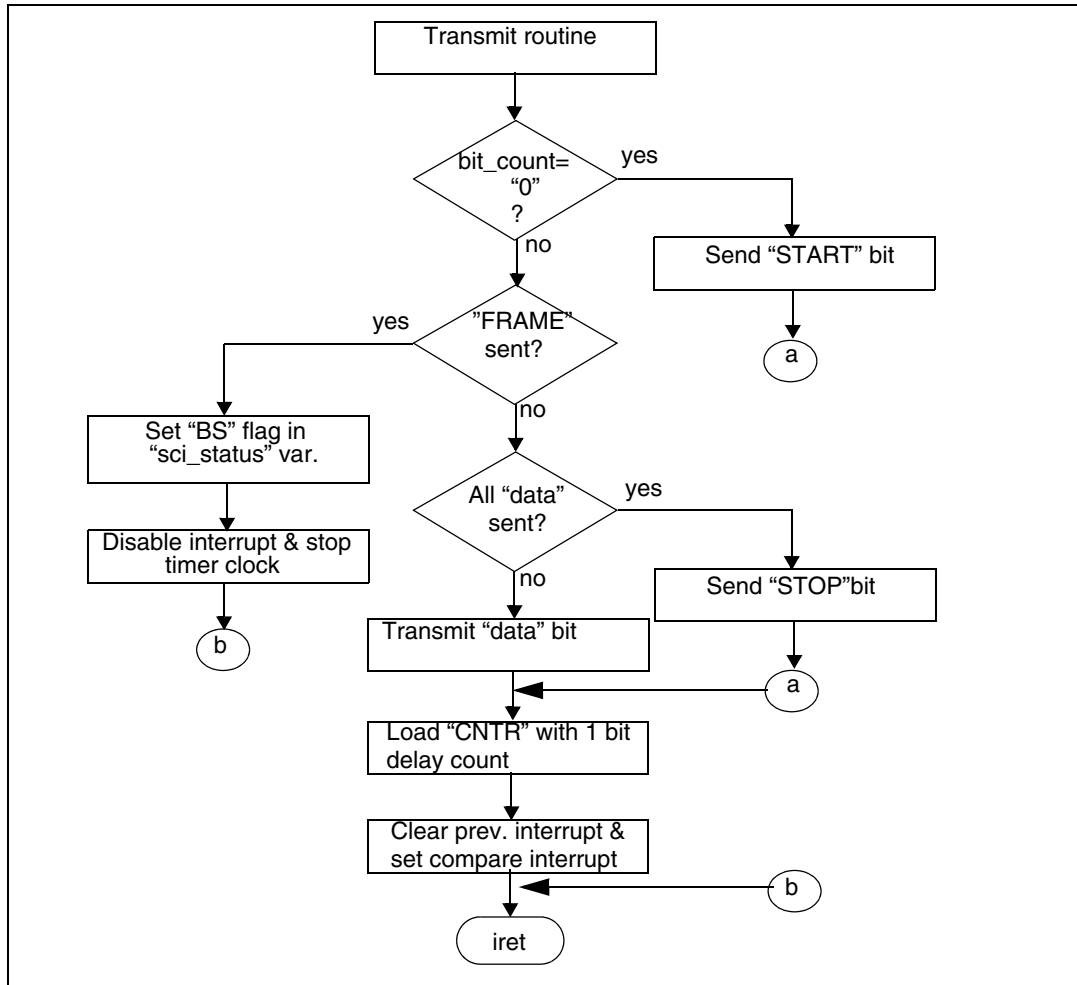 Transmit routine
bit_count=
“0”
?
yes
no
Send “START” bit
a
”FRAME”
sent?
yes
no
Set “BS” flag in
“sci_status” var.
Disable interrupt & stop
timer clock
b
All “data”
sent?
yes
no
Send “STOP”bit
a
Transmit “data” bit
Load “CNTR” with 1 bit
delay count
Clear prev. interrupt &
set compare interrupt
b
iret